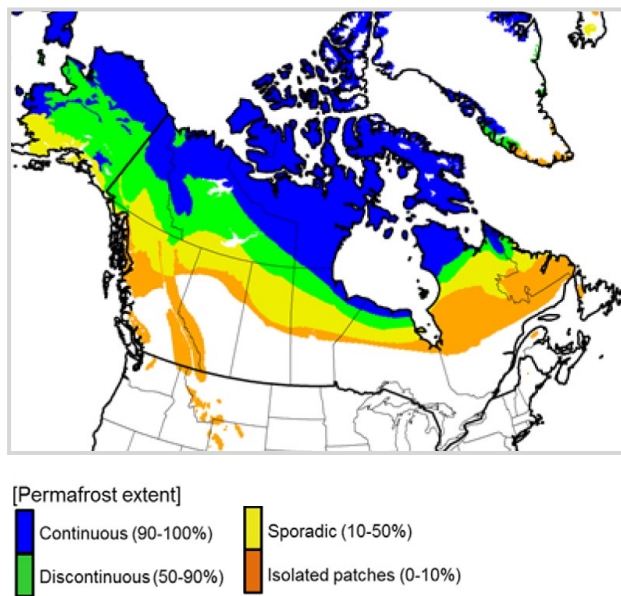 [Permafrost extent]
Continuous (90-100%)
Sporadic (10-50%)
Discontinuous (50-90%)
Isolated patches (0-10%)